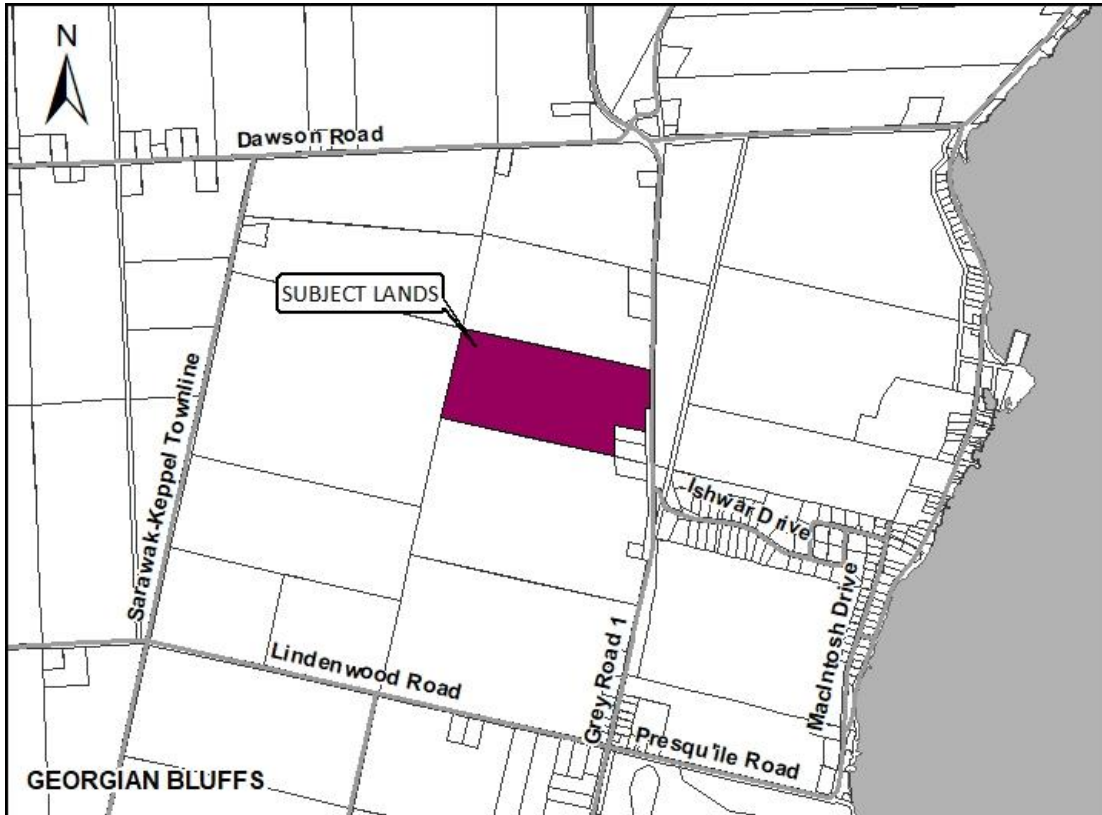 N
Dawson Road
SUBJECT LANDS
Sarawak-Keppel Townline
Ishwar Drive
MacIntosh Drive
Grey Road 1
Lindenwood Road
Presqu'ile Road
GEORGIAN BLUFFS